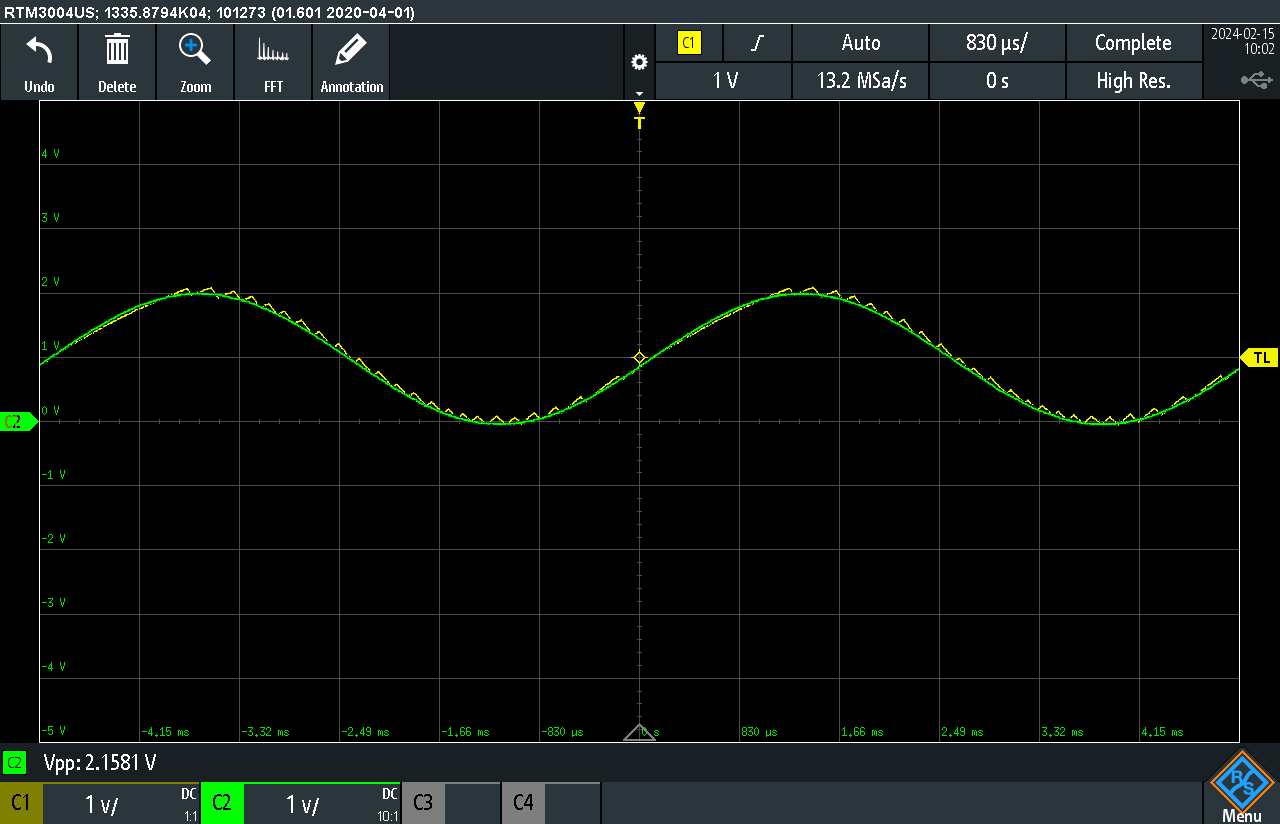 RTM3004US; 1335.8794K04; 101273 (01.601 2020-04-01)
Undo
Delete
Zoom
FFT
Annotation
C1
Auto
830 µs/
Complete
2024-02-15
10:02
1 V
13.2 MSa/s
0 s
High Res.
T
4 V
3 V
2 V
1 V
TL
0 V
C2
-1 V
-2 V
-3 V
-4 V
-5 V
-4,15 ms
-3,32 ms
-2,49 ms
-1,66 ms
-830 µs
0 s
830 µs
1,66 ms
2,49 ms
3,32 ms
4,15 ms
C2 Vpp: 2.1581 V
C1 1 V/ DC 1:1
C2 1 V/ DC 10:1
C3
C4
R S
Menu